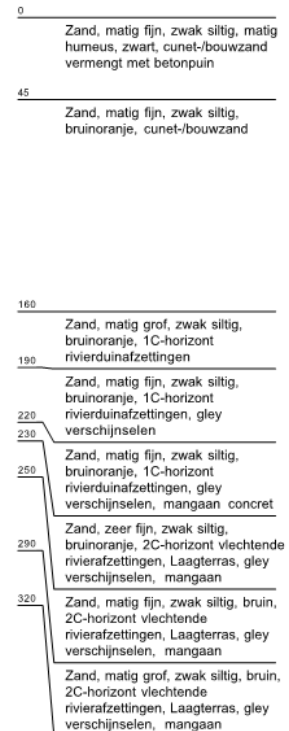 0
Zand, matig fijn, zwak siltig, matig
humeus, zwart, cunet-/bouwzand
vermengt met betonpuin
45
Zand, matig fijn, zwak siltig,
bruinoranje, cunet-/bouwzand
160
Zand, matig grof, zwak siltig,
bruinoranje, 1C-horizont
rivierduinafzettingen
190
Zand, matig fijn, zwak siltig,
bruinoranje, 1C-horizont
rivierduinafzettingen, gley
verschijnselen
220
230
Zand, matig fijn, zwak siltig,
bruinoranje, 1C-horizont
rivierduinafzettingen, gley
verschijnselen, mangaan concret
250
Zand, zeer fijn, zwak siltig,
bruinoranje, 2C-horizont vlechtende
rivierafzettingen, Laagterras, gley
verschijnselen, mangaan
290
Zand, matig fijn, zwak siltig, bruin,
2C-horizont vlechtende
rivierafzettingen, Laagterras, gley
verschijnselen, mangaan
320
Zand, matig grof, zwak siltig, bruin,
2C-horizont vlechtende
rivierafzettingen, Laagterras, gley
verschijnselen, mangaan